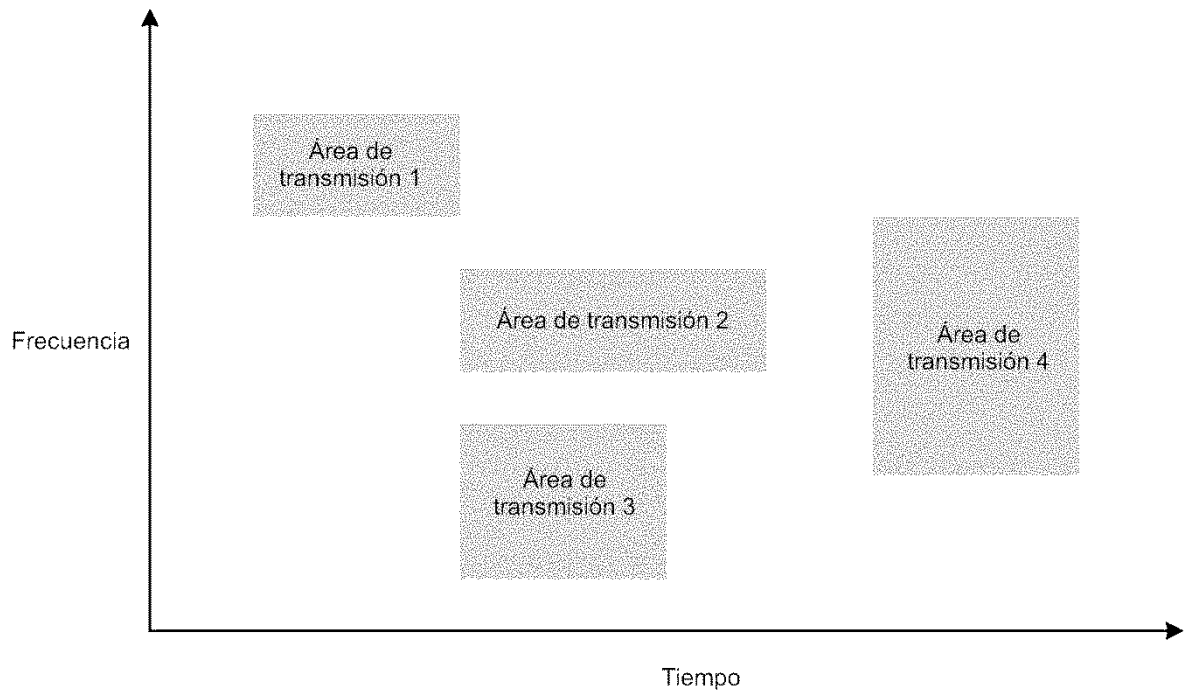 Área de
transmisión 1
Área de transmisión 2
Frecuencia
Área de
transmisión 4
Área de
transmisión 3
Tiempo